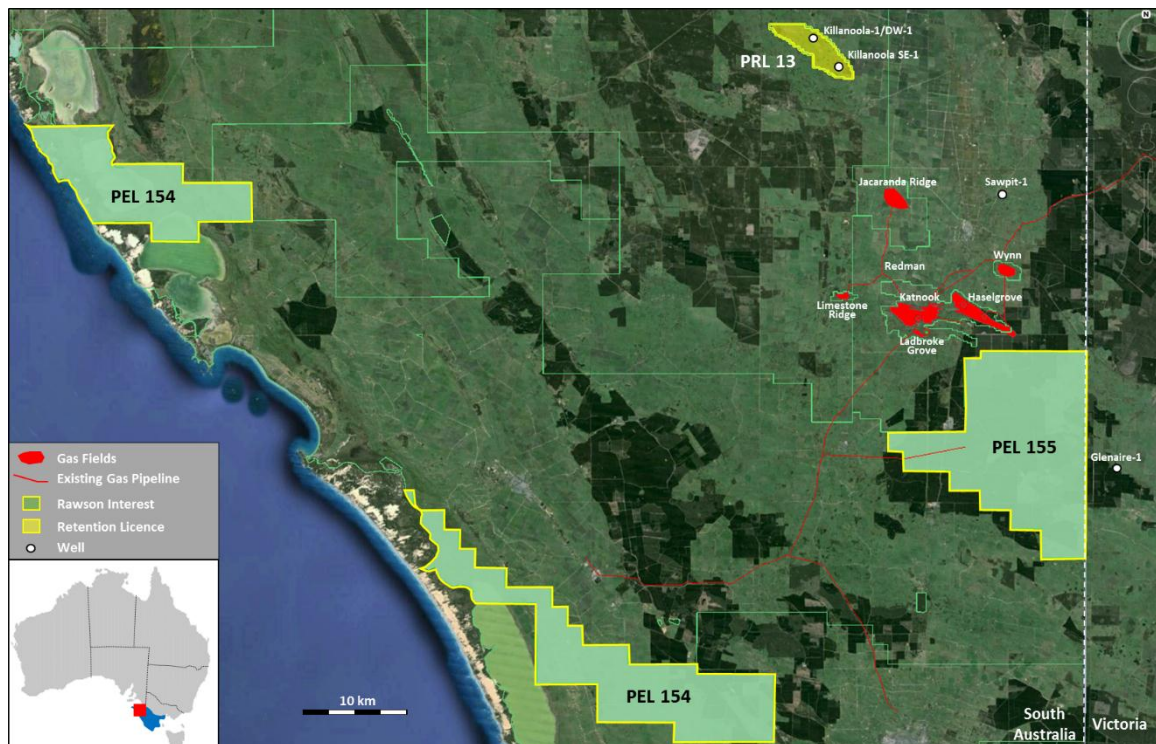 N
Killanoola-1/DW-1
PRL 13
Killanoola SE-1
PEL 154
Jacaranda Ridge
Sawpit-1
Redman
Wynn
Limestone
Ridge
Katnook
Haselgrove
Ladbroke
Grove
PEL 155
Glenaire-1
Gas Fields
Existing Gas Pipeline
Rawson Interest
Retention Licence
Well
10 km
PEL 154
South
Australia
Victoria